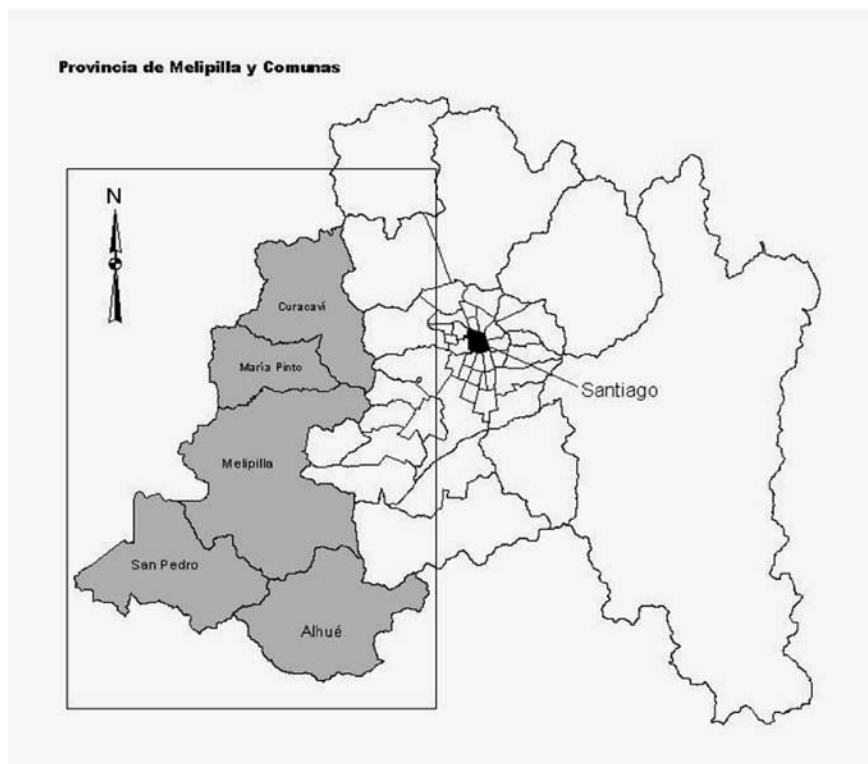 Provincia de Melipilla y Comunas
N
Curacaví
María Pinto
Santiago
Melipilla
San Pedro
Alhué